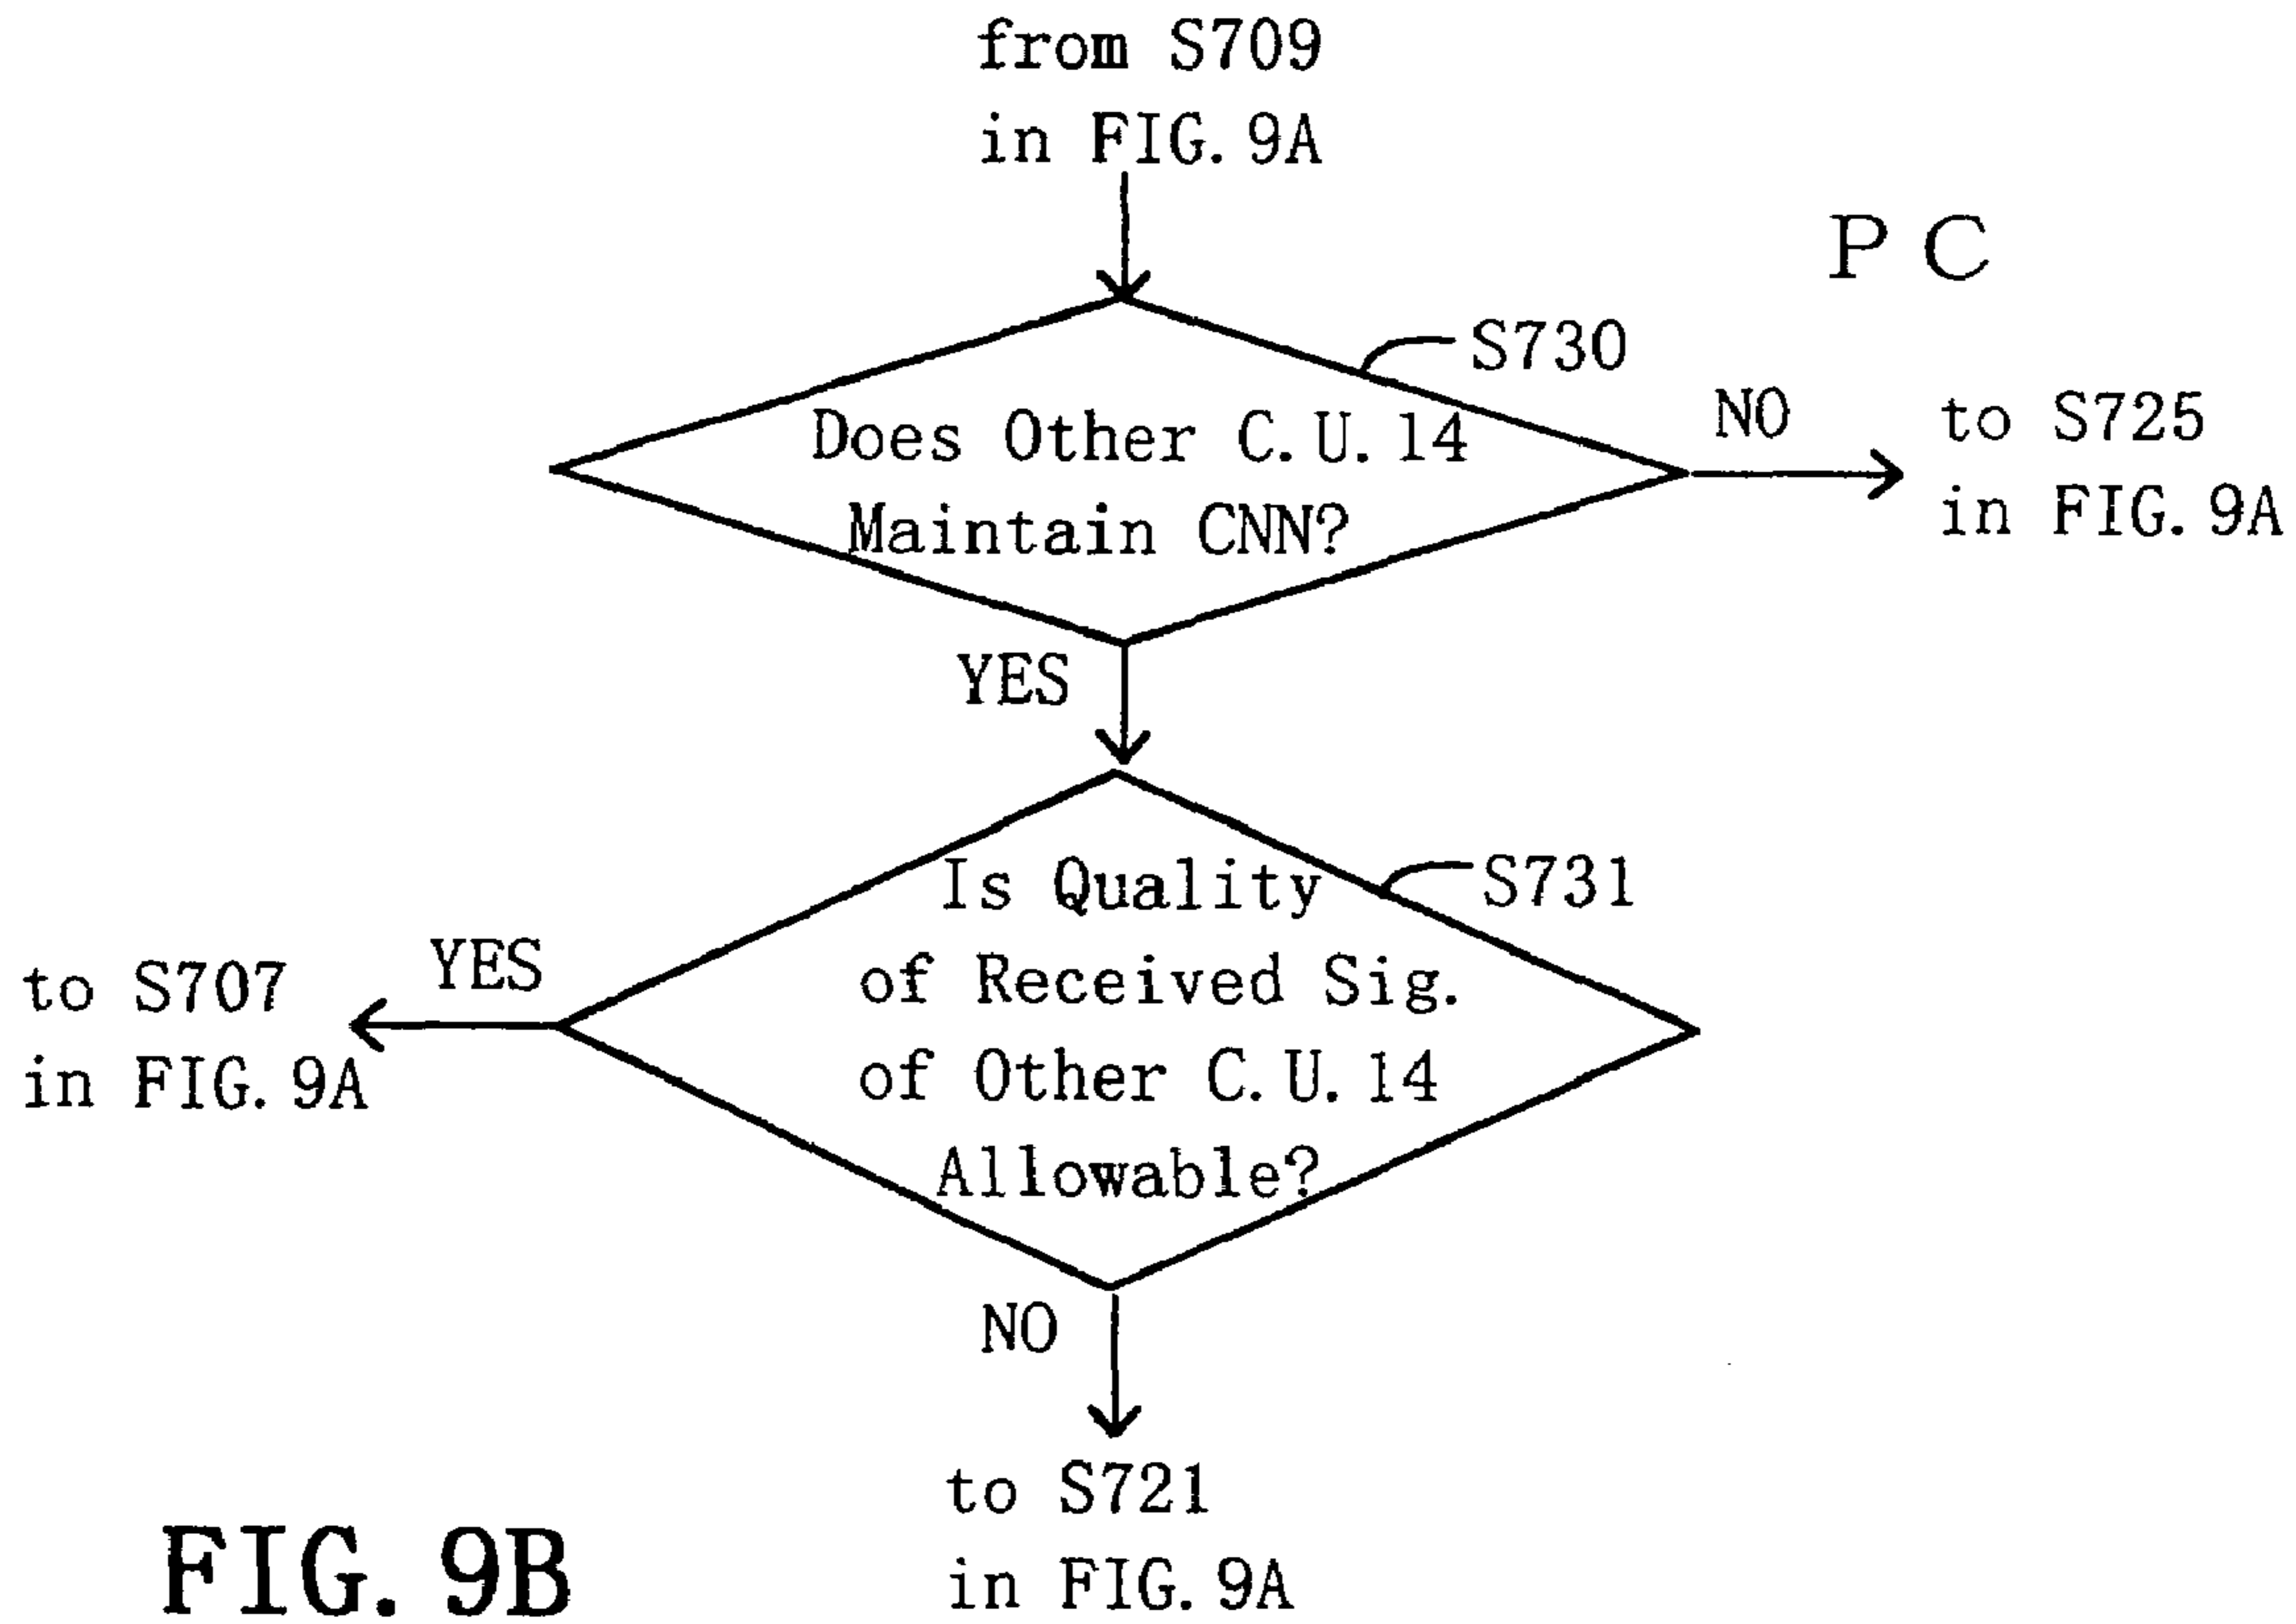 from S709
in FIG. 9A
PC
S730
Does Other C. U. 14
Maintain CNN?
NO
to S725
in FIG. 9A
YES
S731
Is Quality
of Received Sig.
of Other C. U. 14
Allowable?
YES
to S707
in FIG. 9A
NO
to S721
in FIG. 9A
FIG. 9B